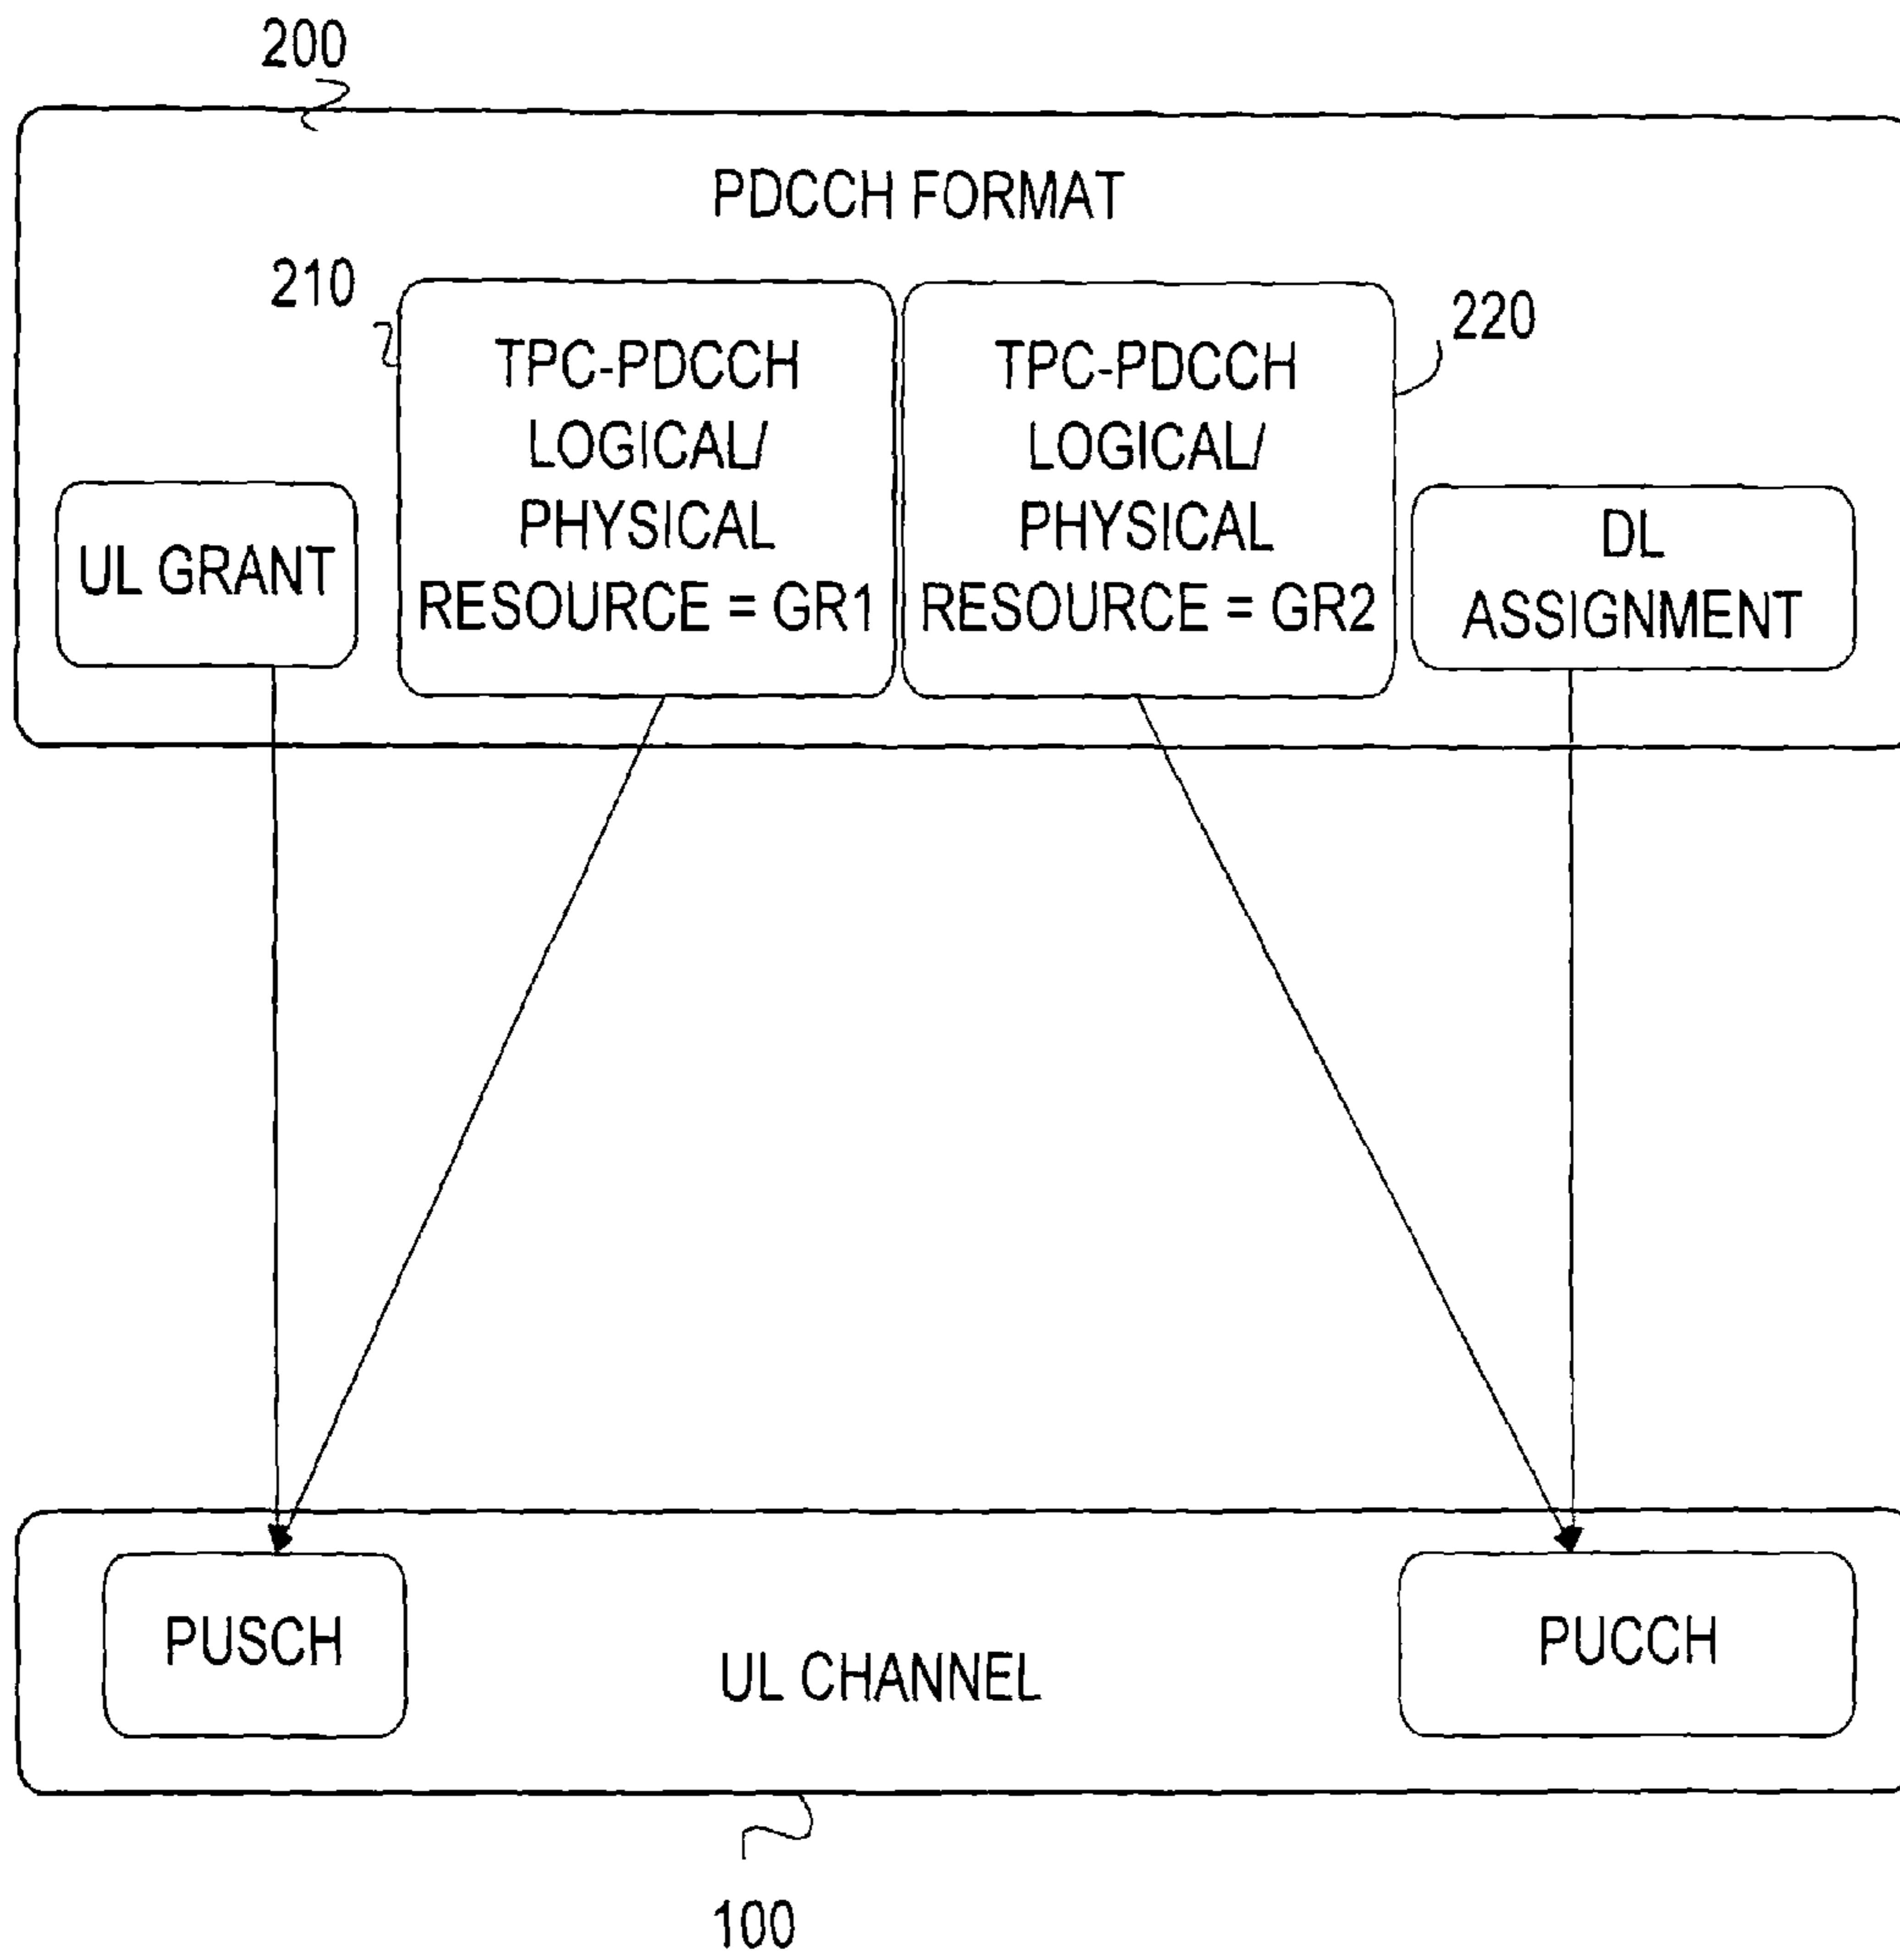 200
PDCCH FORMAT
210
TPC-PDCCH
LOGICAL/
PHYSICAL
RESOURCE = GR1
TPC-PDCCH
LOGICAL/
PHYSICAL
RESOURCE = GR2
220
UL GRANT
DL
ASSIGNMENT
PUSCH
UL CHANNEL
PUCCH
100